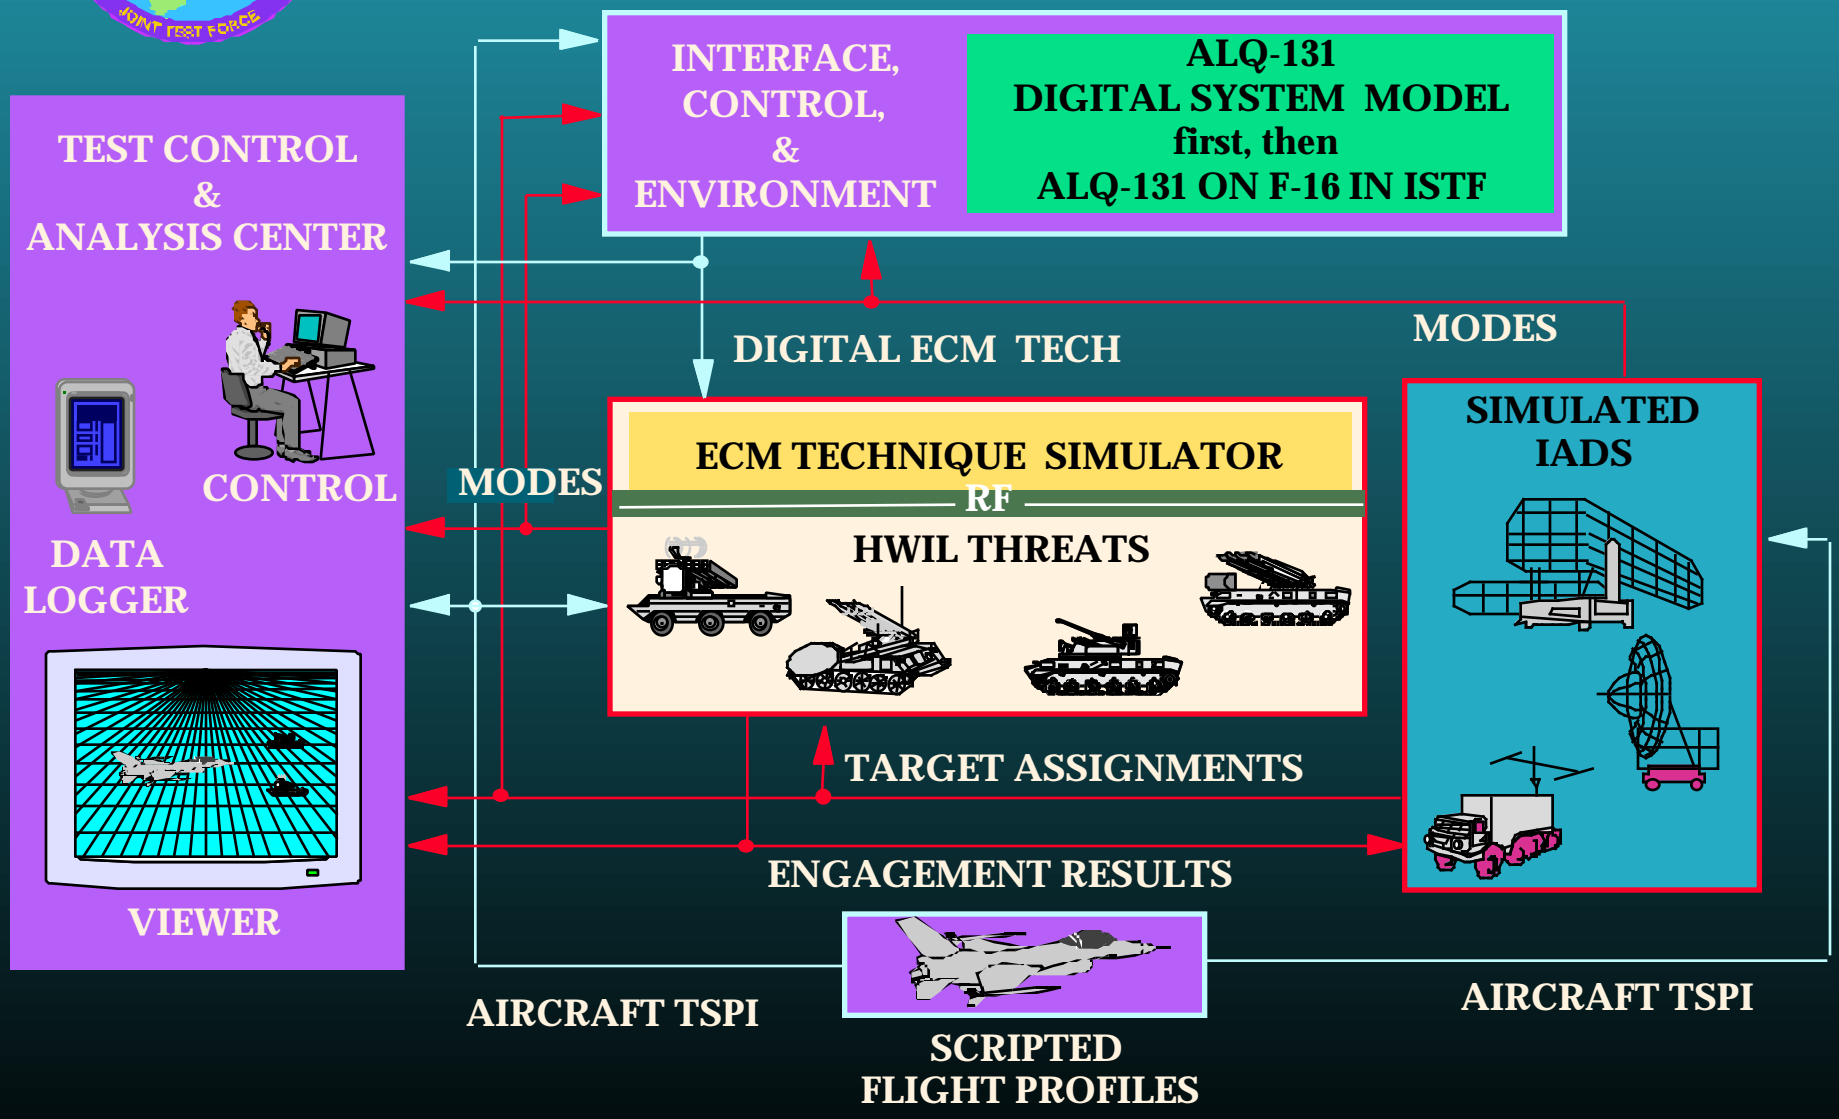 JOINT TEST FORCE
INTERFACE,
CONTROL,
&
ENVIRONMENT
ALQ-131
DIGITAL SYSTEM MODEL
first, then
ALQ-131 ON F-16 IN ISTF
TEST CONTROL
&
ANALYSIS CENTER
CONTROL
DATA
LOGGER
VIEWER
DIGITAL ECM TECH
MODES
MODES
ECM TECHNIQUE SIMULATOR
RF
HWIL THREATS
SIMULATED
IADS
TARGET ASSIGNMENTS
ENGAGEMENT RESULTS
AIRCRAFT TSPI
AIRCRAFT TSPI
SCRIPTED
FLIGHT PROFILES